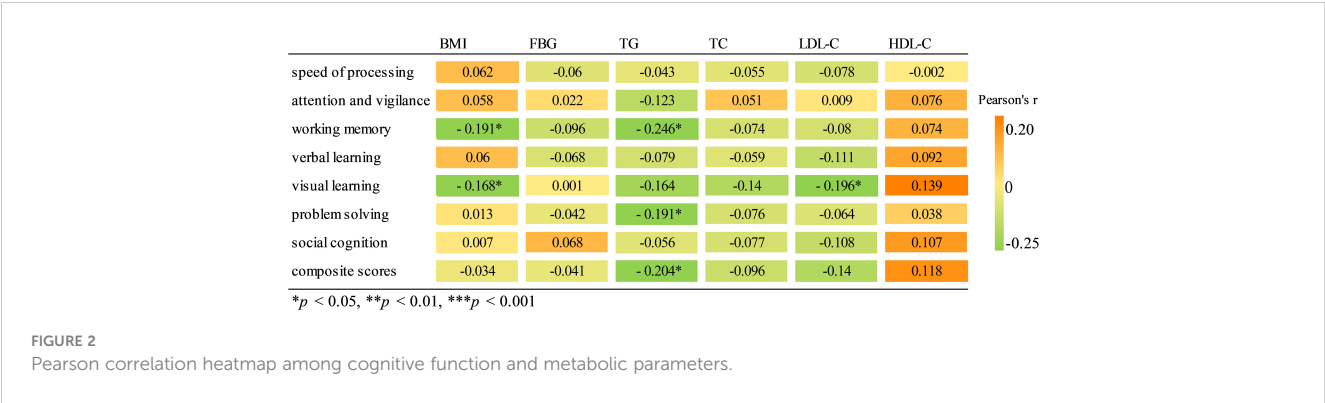 BMI FBG TG TC LDL-C HDL-C
speed of processing 0.062 -0.06 -0.043 -0.055 -0.078 -0.002
attention and vigilance 0.058 0.022 -0.123 0.051 0.009 0.076
working memory - 0.191* -0.096 - 0.246* -0.074 -0.08 0.074
verbal learning 0.06 -0.068 -0.079 -0.059 -0.111 0.092
visual learning - 0.168* 0.001 -0.164 -0.14 - 0.196* 0.139
problem solving 0.013 -0.042 - 0.191* -0.076 -0.064 0.038
social cognition 0.007 0.068 -0.056 -0.077 -0.108 0.107
composite scores -0.034 -0.041 - 0.204* -0.096 -0.14 0.118
*p < 0.05, **p < 0.01, ***p < 0.001
Pearson's r
0.20
0
-0.25
FIGURE 2
Pearson correlation heatmap among cognitive function and metabolic parameters.